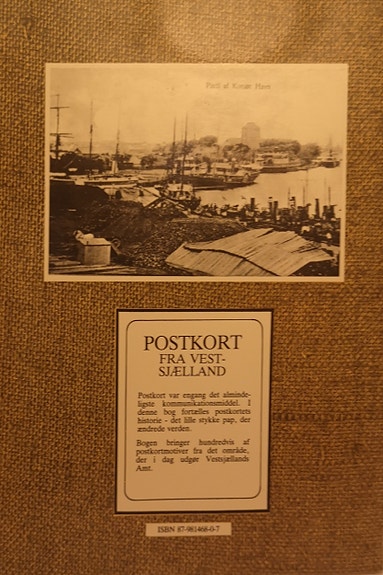 Parti af Korsør Havn
POSTKORT
FRA VEST-
SJÆLLAND
Postkort var engang det alminde-
ligste kommunikationsmiddel. I
denne bog fortælles postkortets
historie - det lille stykke pap, der
ændrede verden.
Bogen bringer hundredvis af
postkortmotiver fra det område,
der i dag udgør Vestsjællands
Amt.
ISBN 87-981468-0-7